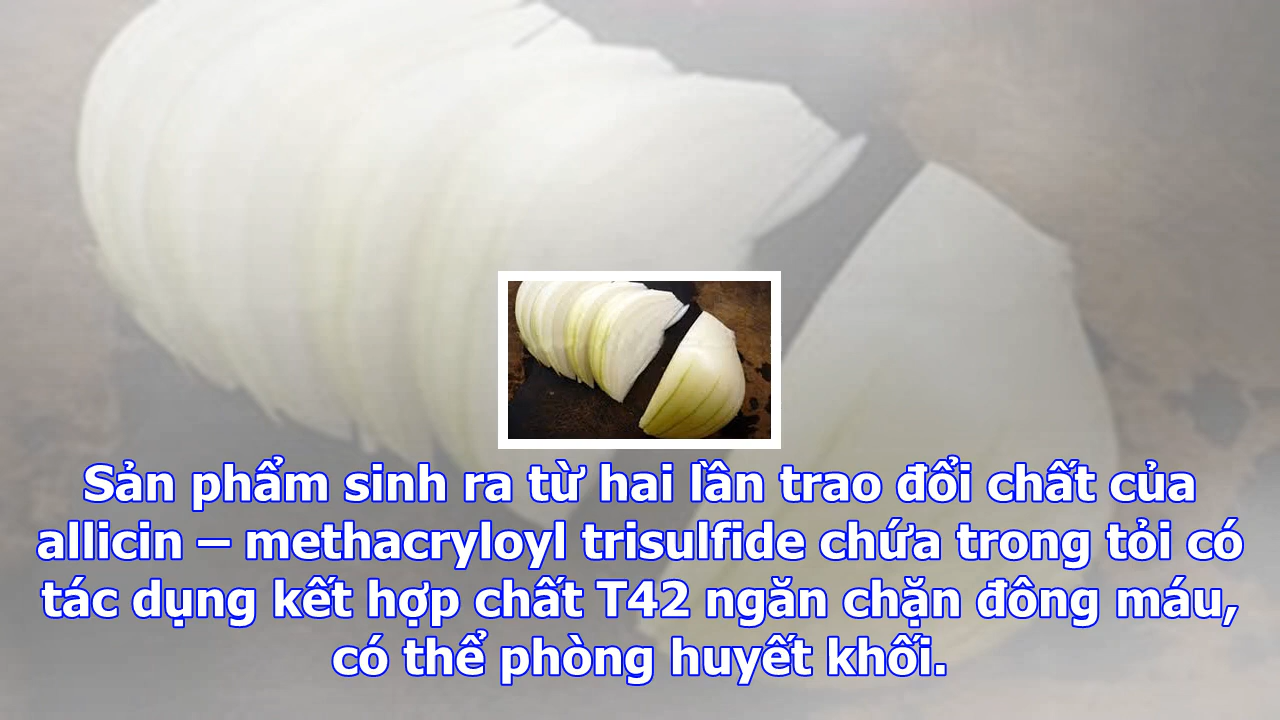 Sản phẩm sinh ra từ hai lần trao đổi chất của
allicin – methacryloyl trisulfide chứa trong tỏi có
tác dụng kết hợp chất T42 ngăn chặn đông máu,
có thể phòng huyết khối.